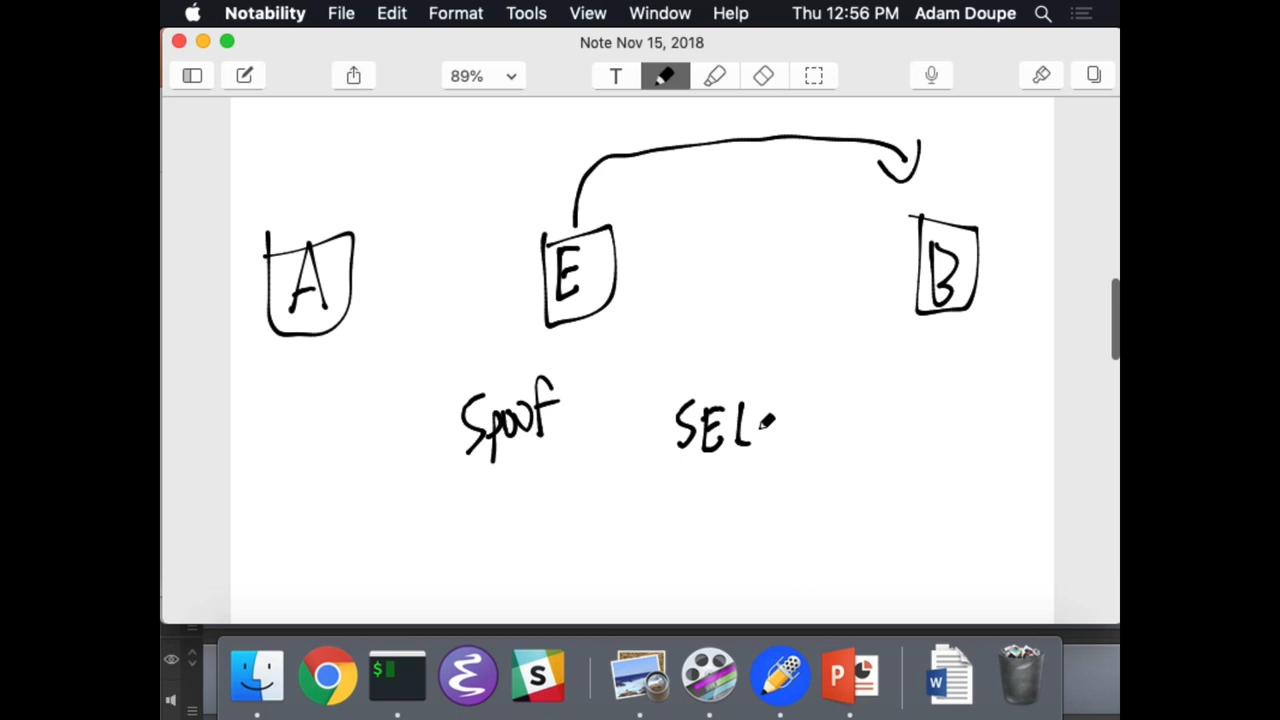 Notability File Edit Format Tools View Window Help Thu 12:56 PM Adam Doupe
Note Nov 15, 2018
89% T
A E B
Spoof SEL
$
S
P
W